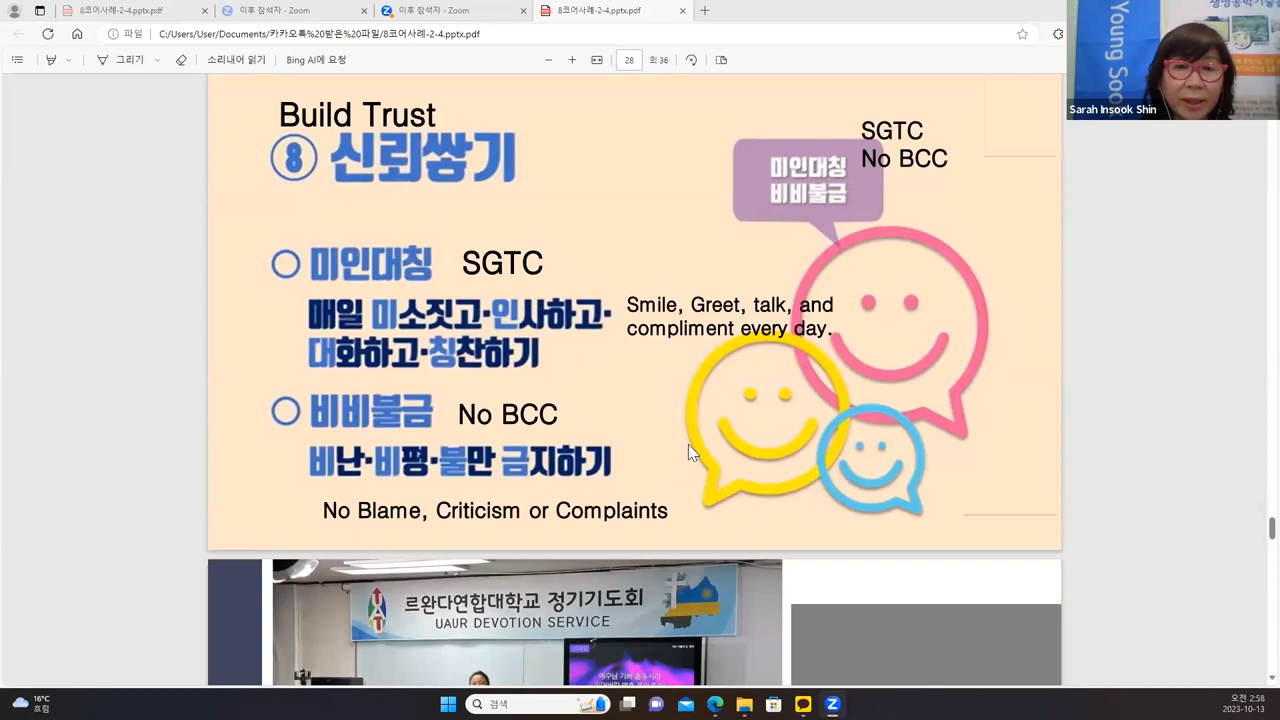 8코어사례-2-4.pptx.pdf
이후 참석자 - Zoom
이후 참석자 - Zoom
8코어사례-2-4.pptx.pdf
파일
C:/Users/User/Documents/카카오톡%20받은%20파일/8코어사례-2-4.pptx.pdf
그리기
소리내어 읽기
Bing AI에 요청
28
의 36
Young Sook
Sarah Insook Shin
Build Trust
⑧ 신뢰쌓기
SGTC
No BCC
미인대칭
비비불금
미인대칭 SGTC
매일 미소짓고·인사하고·
대화하고·칭찬하기
Smile, Greet, talk, and
compliment every day.
비비불금 No BCC
비난·비평·불만 금지하기
No Blame, Criticism or Complaints
르완다연합대학교 정기기도회
UAUR DEVOTION SERVICE
16°C
흐림
검색
오전 2:58
2023-10-13